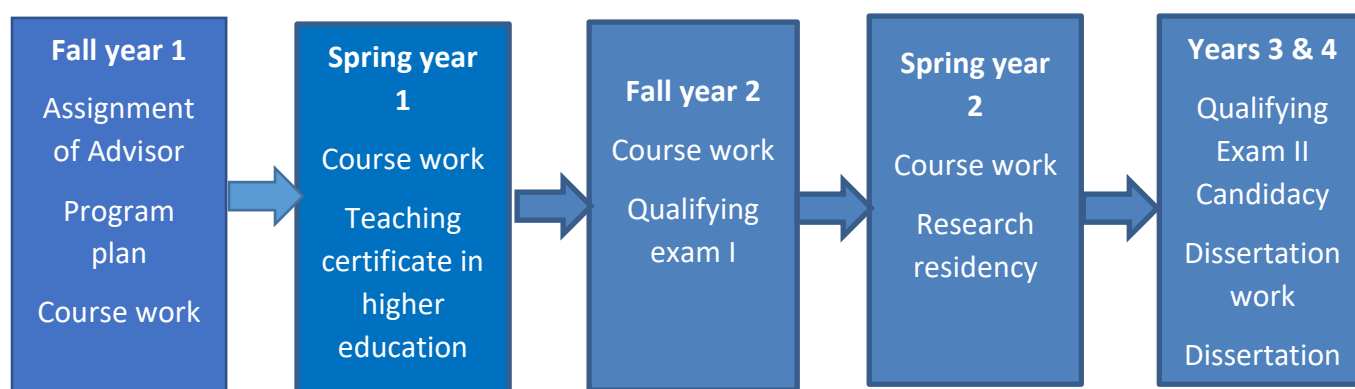 Fall year 1
Assignment
of Advisor
Program
plan
Course work
Spring year
1
Course work
Teaching
certificate in
higher
education
Fall year 2
Course work
Qualifying
exam I
Spring year
2
Course work
Research
residency
Years 3 & 4
Qualifying
Exam II
Candidacy
Dissertation
work
Dissertation